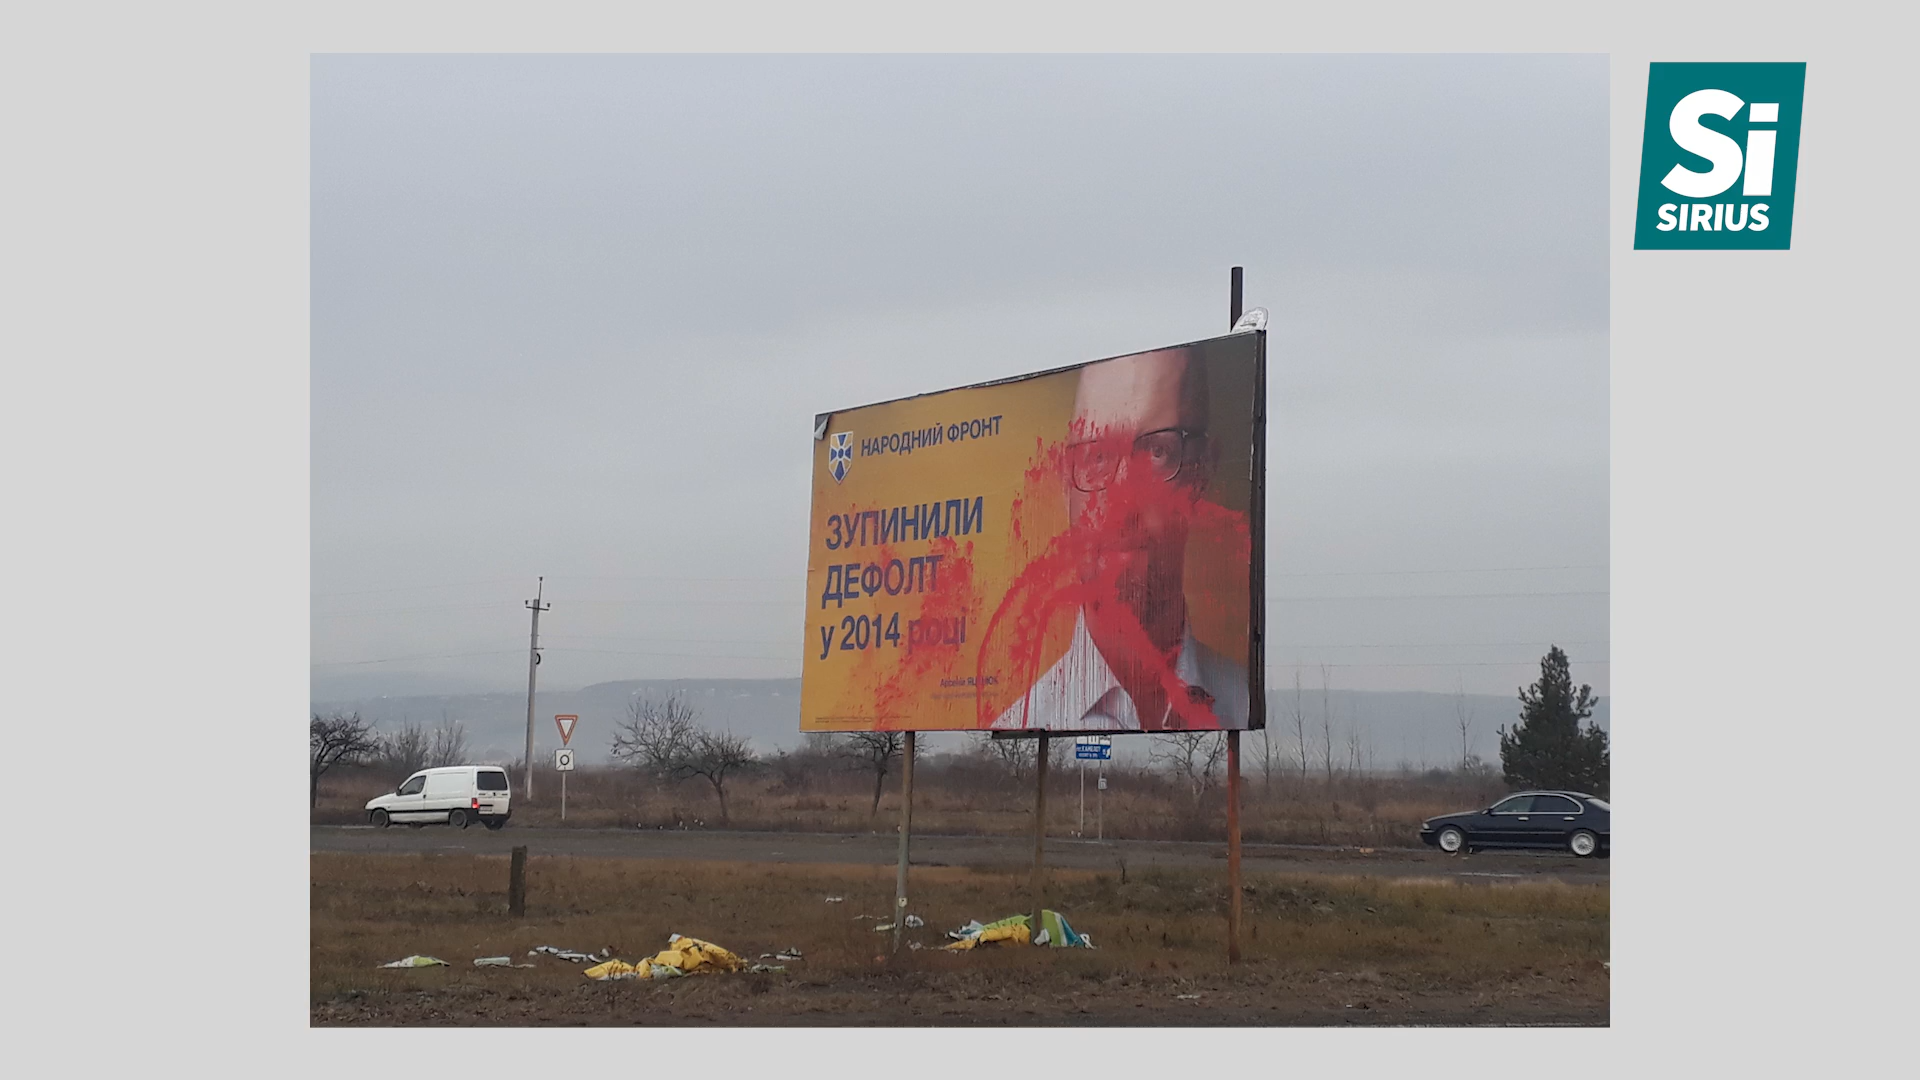 Si
SIRIUS
НАРОДНИЙ ФРОНТ
ЗУПИНИЛИ
ДЕФОЛТ
у 2014 році